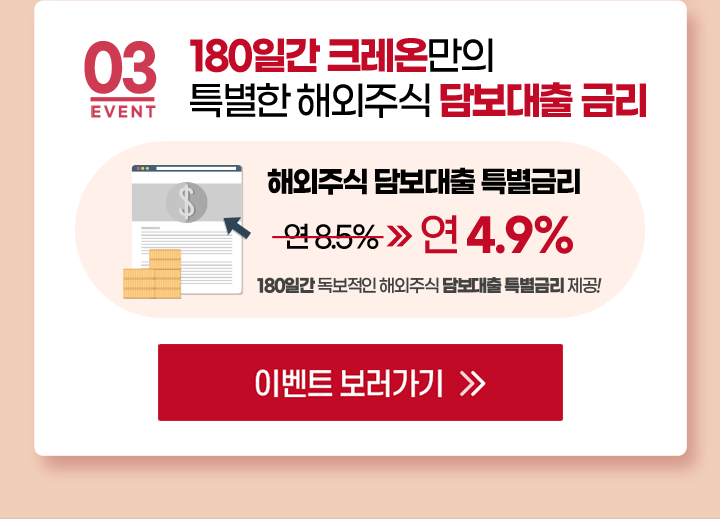 03
EVENT
180일간 크레온만의
특별한 해외주식 담보대출 금리
$
해외주식 담보대출 특별금리
연 8.5% » 연 4.9%
180일간 독보적인 해외주식 담보대출 특별금리 제공!
이벤트 보러가기 »